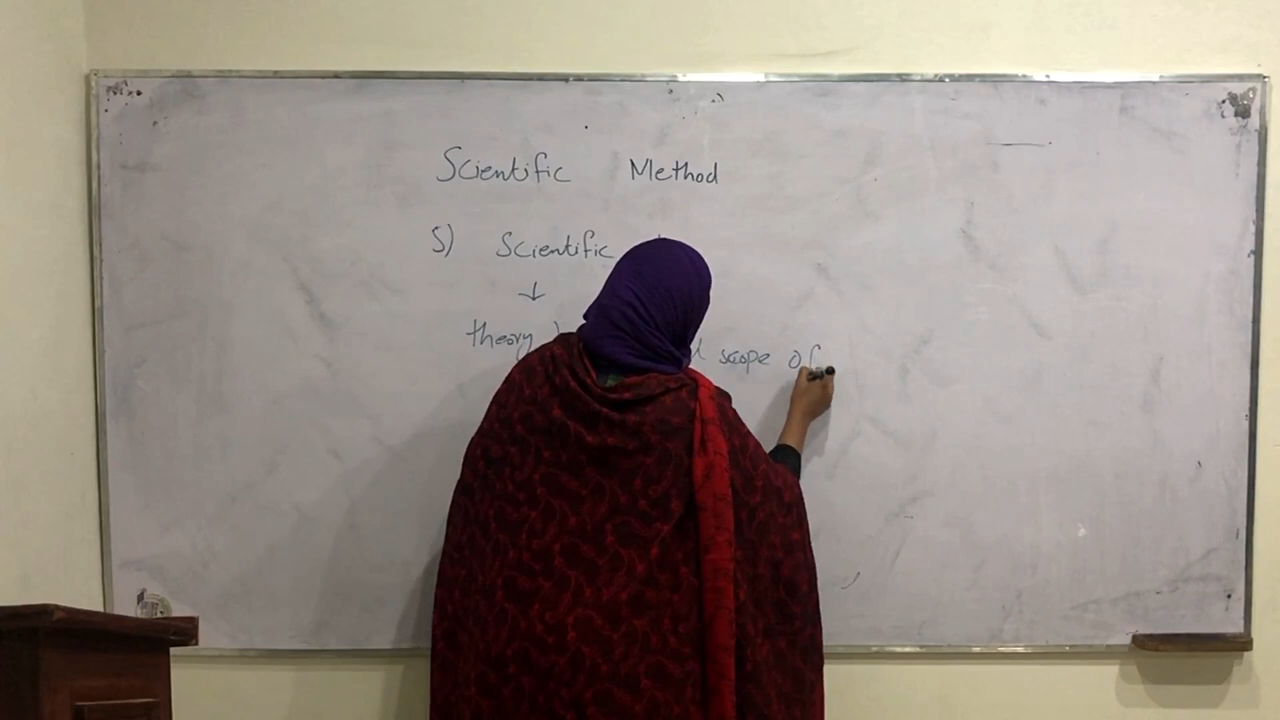 Scientific Method
5) Scientific
↓
theory scope of